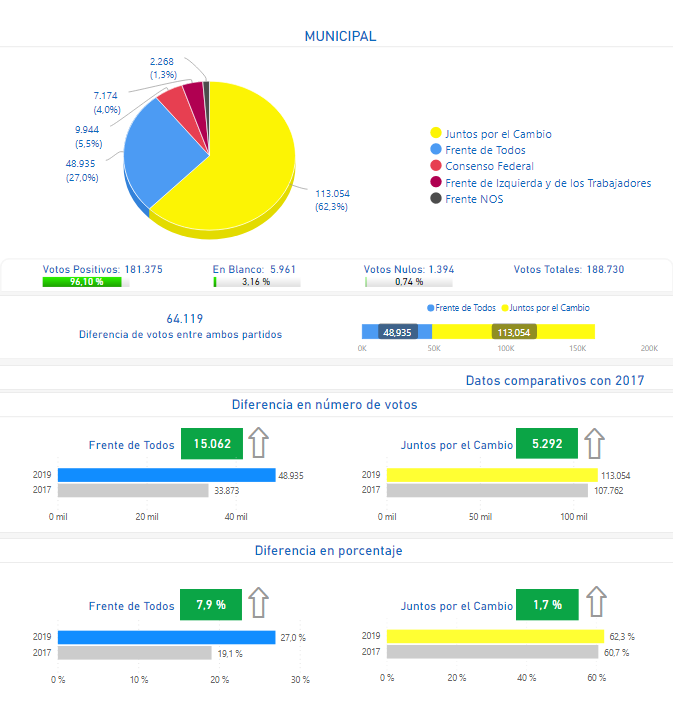 MUNICIPAL
2.268
(1,3%)
7.174
(4,0%)
9.944
(5,5%)
48.935
(27,0%)
113.054
(62,3%)
Juntos por el Cambio
Frente de Todos
Consenso Federal
Frente de Izquierda y de los Trabajadores
Frente NOS
Votos Positivos: 181.375
96,10 %
En Blanco: 5.961
3,16 %
Votos Nulos: 1.394
0,74 %
Votos Totales: 188.730
64.119
Diferencia de votos entre ambos partidos
Frente de Todos Juntos por el Cambio
48,935 113,054
0K 50K 100K 150K 200K
Datos comparativos con 2017
Diferencia en número de votos
Frente de Todos 15.062
2019 48.935
2017 33.873
0 mil 20 mil 40 mil
Juntos por el Cambio 5.292
2019 113.054
2017 107.762
0 mil 50 mil 100 mil
Diferencia en porcentaje
Frente de Todos 7,9 %
2019 27,0 %
2017 19,1 %
0 % 10 % 20 % 30 %
Juntos por el Cambio 1,7 %
2019 62,3 %
2017 60,7 %
0 % 20 % 40 % 60 %